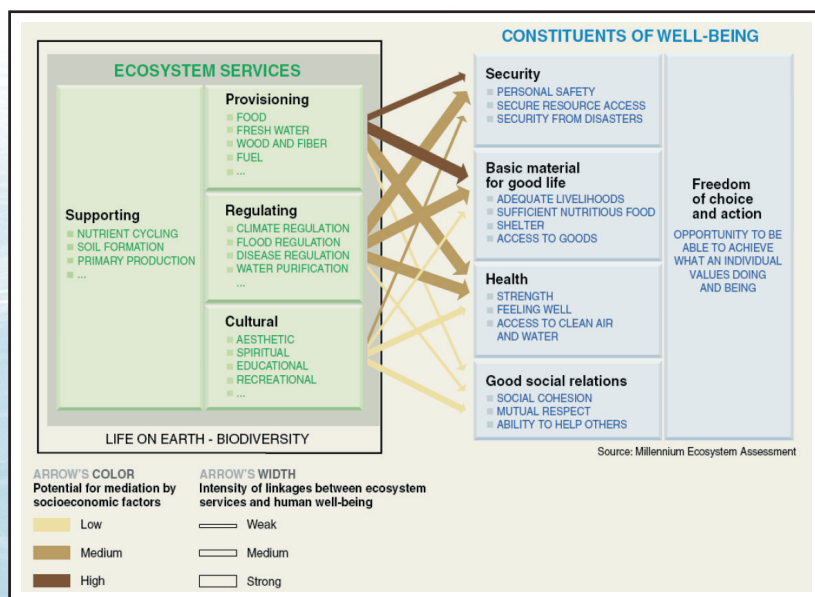 CONSTITUENTS OF WELL-BEING
ECOSYSTEM SERVICES
Supporting
NUTRIENT CYCLING
SOIL FORMATION
PRIMARY PRODUCTION
...
Provisioning
FOOD
FRESH WATER
WOOD AND FIBER
FUEL
...
Regulating
CLIMATE REGULATION
FLOOD REGULATION
DISEASE REGULATION
WATER PURIFICATION
...
Cultural
AESTHETIC
SPIRITUAL
EDUCATIONAL
RECREATIONAL
...
LIFE ON EARTH - BIODIVERSITY
Security
PERSONAL SAFETY
SECURE RESOURCE ACCESS
SECURITY FROM DISASTERS
Basic material
for good life
ADEQUATE LIVELIHOODS
SUFFICIENT NUTRITIOUS FOOD
SHELTER
ACCESS TO GOODS
Health
STRENGTH
FEELING WELL
ACCESS TO CLEAN AIR
AND WATER
Good social relations
SOCIAL COHESION
MUTUAL RESPECT
ABILITY TO HELP OTHERS
Freedom
of choice
and action
OPPORTUNITY TO BE
ABLE TO ACHIEVE
WHAT AN INDIVIDUAL
VALUES DOING
AND BEING
Source: Millennium Ecosystem Assessment
ARROW'S COLOR
Potential for mediation by
socioeconomic factors
Low
Medium
High
ARROW'S WIDTH
Intensity of linkages between ecosystem
services and human well-being
Weak
Medium
Strong